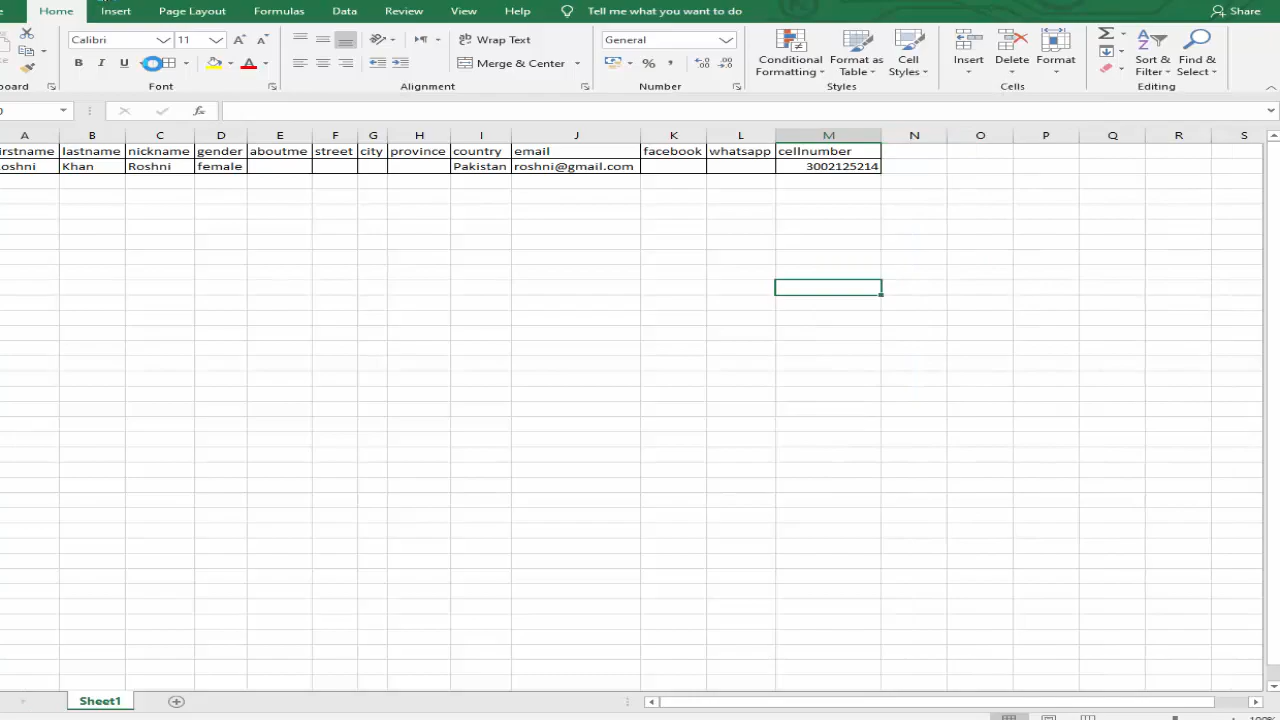 Home Insert Page Layout Formulas Data Review View Help Tell me what you want to do Share
Calibri 11 Wrap Text General
B I U Merge & Center % , Conditional Formatting Format as Table Cell Styles Insert Delete Format Sort & Filter Find & Select
Font Alignment Number Styles Cells Editing
fx
A B C D E F G H I J K L M N O P Q R S
lastname nickname gender aboutme street city province country email facebook whatsapp cellnumber
Khan Roshni female Pakistan roshni@gmail.com 3002125214
Sheet1